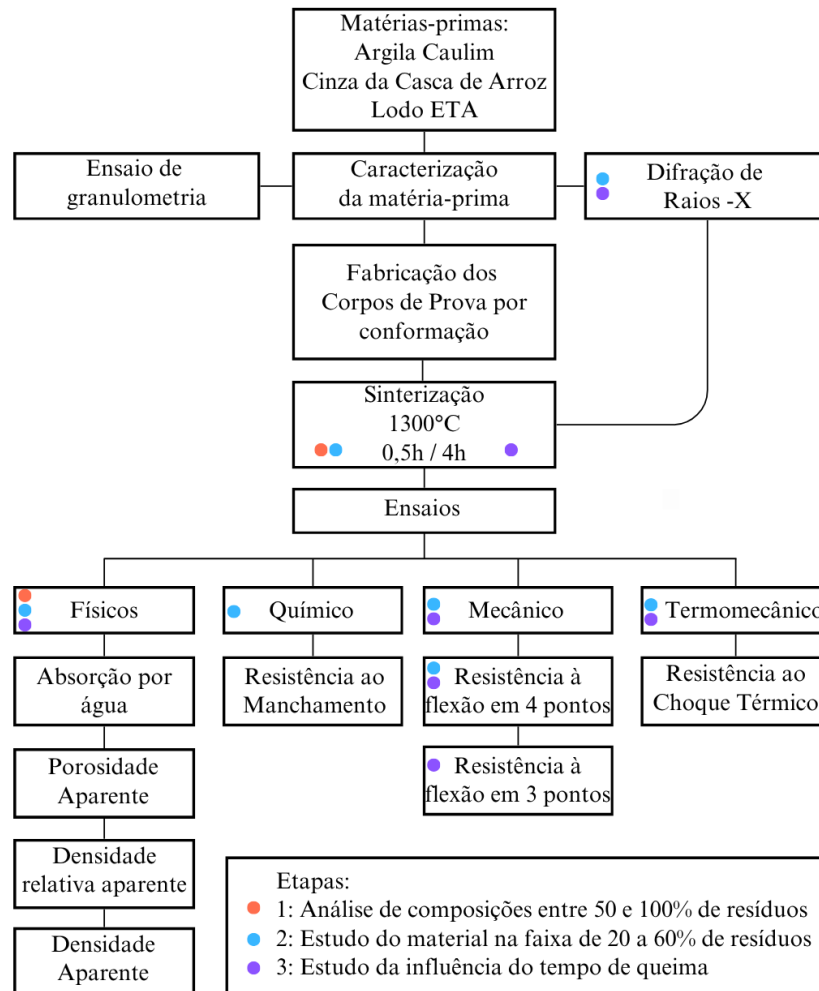 Matérias-primas:
Argila Caulim
Cinza da Casca de Arroz
Lodo ETA
Ensaio de
granulometria
Caracterização
da matéria-prima
Difração de
Raios -X
Fabricação dos
Corpos de Prova por
conformação
Sinterização
1300°C
0,5h / 4h
Ensaios
Físicos
Químico
Mecânico
Termomecânico
Absorção por
água
Resistência ao
Manchamento
Resistência à
flexão em 4 pontos
Resistência ao
Choque Térmico
Porosidade
Aparente
Resistência à
flexão em 3 pontos
Densidade
relativa aparente
Densidade
Aparente
Etapas:
1: Análise de composições entre 50 e 100% de resíduos
2: Estudo do material na faixa de 20 a 60% de resíduos
3: Estudo da influência do tempo de queima